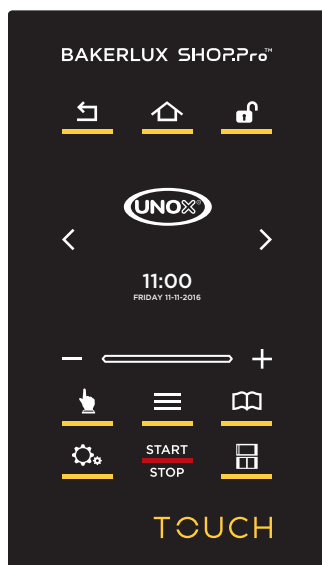 BAKERLUX SHOP.Pro™
UNOX®
11:00
FRIDAY 11-11-2016
START
STOP
TOUCH